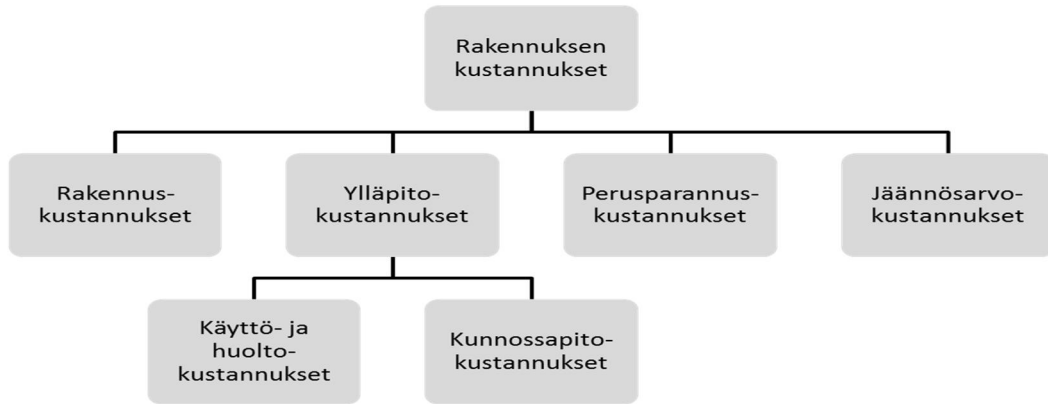 Rakennuksen
kustannukset
Rakennus-
kustannukset
Ylläpito-
kustannukset
Perusparannus-
kustannukset
Jäännösarvo-
kustannukset
Käyttö- ja
huolto-
kustannukset
Kunnossapito-
kustannukset